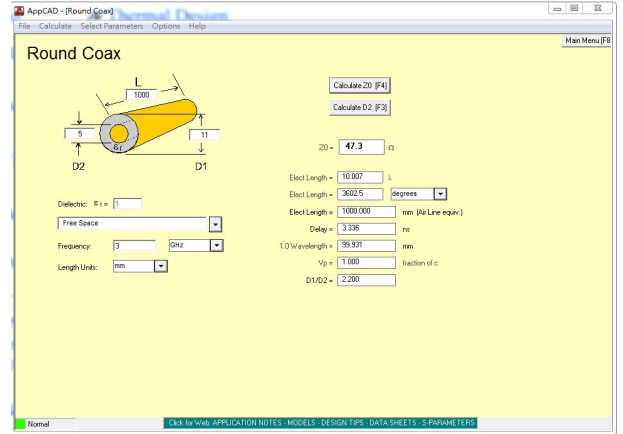 AppCAD - [Round Coax]
Thermal Design
File Calculate Select Parameters Options Help
Main Menu [F8
Round Coax
L
1000
5
11
εr
D2
D1
Dielectric: εr = 1
Free Space
Frequency: 3 GHz
Length Units: mm
Calculate Z0 [F4]
Calculate D2 [F3]
Z0 = 47.3 Ω
Elect Length = 10.007 λ
Elect Length = 3602.5 degrees
Elect Length = 1000.000 mm (Air Line equiv.)
Delay = 3.336 ns
1.0 Wavelength = 99.931 mm
Vp = 1.000 fraction of c
D1/D2 = 2.200
Normal
Click for Web: APPLICATION NOTES - MODELS - DESIGN TIPS - DATA SHEETS - S-PARAMETERS